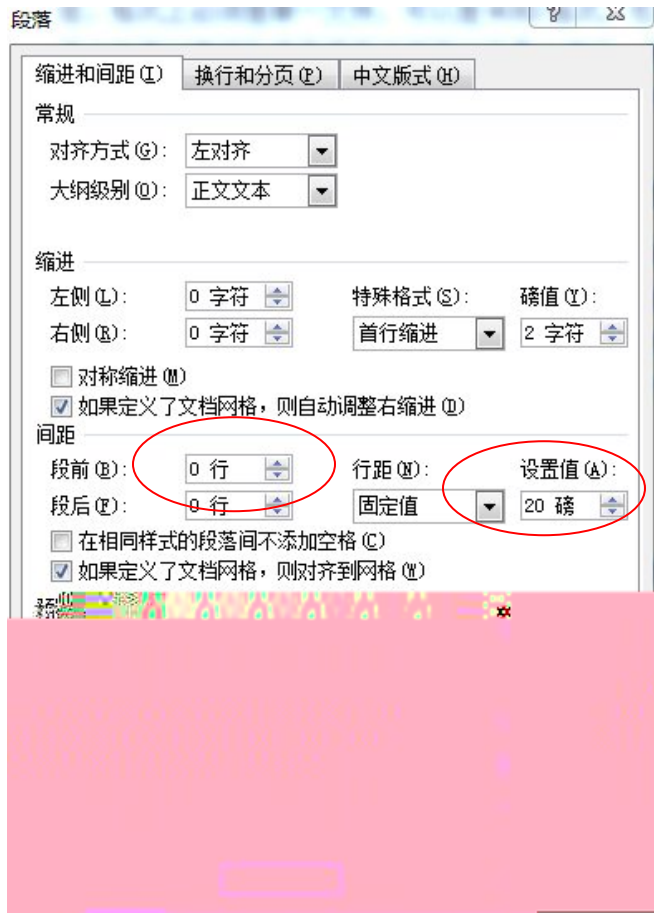 段落
缩进和间距(I) 换行和分页(P) 中文版式(H)
常规
对齐方式(G): 左对齐
大纲级别(O): 正文文本
缩进
左侧(L): 0 字符 特殊格式(S): 磅值(Y):
右侧(R): 0 字符 首行缩进 2 字符
对称缩进(M)
如果定义了文档网格，则自动调整右缩进(D)
间距
段前(B): 0 行 行距(N): 设置值(A):
段后(F): 0 行 固定值 20 磅
在相同样式的段落间不添加空格(C)
如果定义了文档网格，则对齐到网格(W)